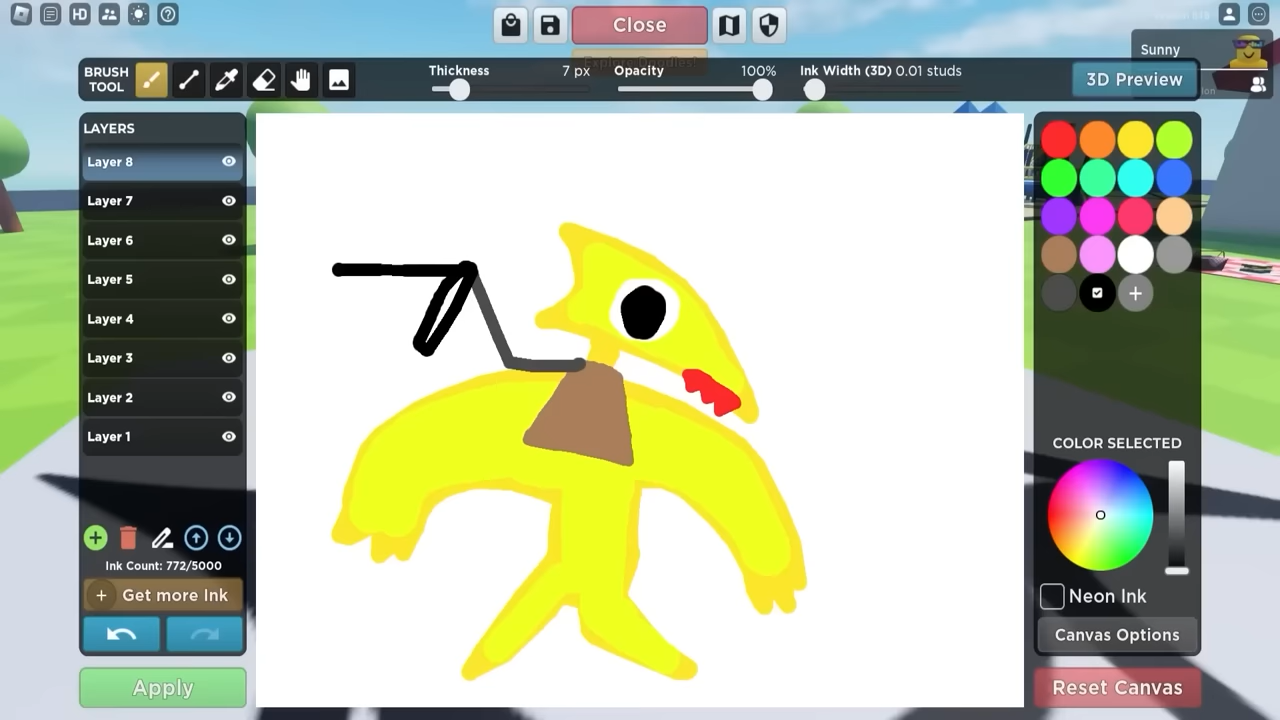 HD
Close
Sunny
BRUSH TOOL
Thickness
7 px
Opacity
100%
Ink Width (3D) 0.01 studs
3D Preview
LAYERS
Layer 8
Layer 7
Layer 6
Layer 5
Layer 4
Layer 3
Layer 2
Layer 1
Ink Count: 772/5000
+ Get more Ink
Apply
COLOR SELECTED
Neon Ink
Canvas Options
Reset Canvas